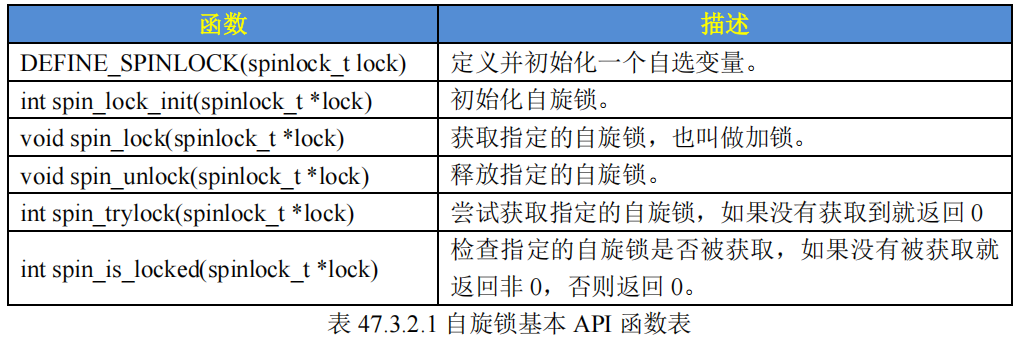 函数 描述
DEFINE_SPINLOCK(spinlock_t lock) 定义并初始化一个自选变量。
int spin_lock_init(spinlock_t *lock) 初始化自旋锁。
void spin_lock(spinlock_t *lock) 获取指定的自旋锁，也叫做加锁。
void spin_unlock(spinlock_t *lock) 释放指定的自旋锁。
int spin_trylock(spinlock_t *lock) 尝试获取指定的自旋锁，如果没有获取到就返回 0
int spin_is_locked(spinlock_t *lock) 检查指定的自旋锁是否被获取，如果没有被获取就
返回非 0，否则返回 0。
表 47.3.2.1 自旋锁基本 API 函数表